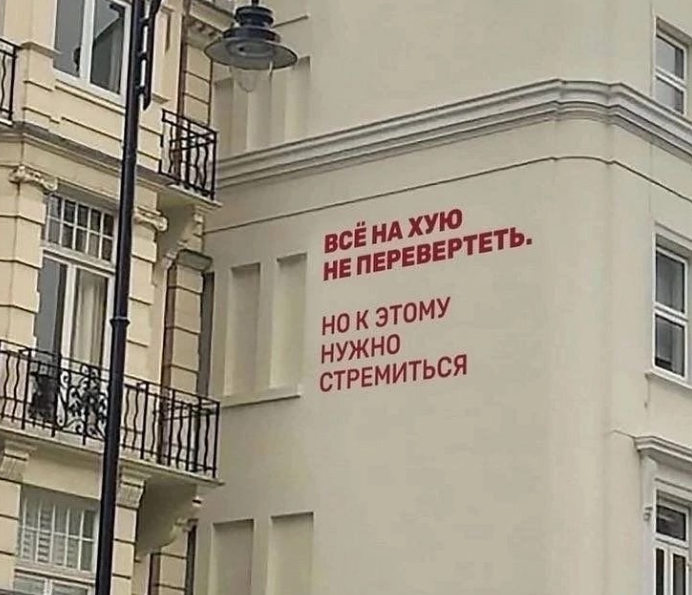 ВСЁ НА ХУЮ
НЕ ПЕРЕВЕРТЕТЬ.
НО К ЭТОМУ
НУЖНО
СТРЕМИТЬСЯ